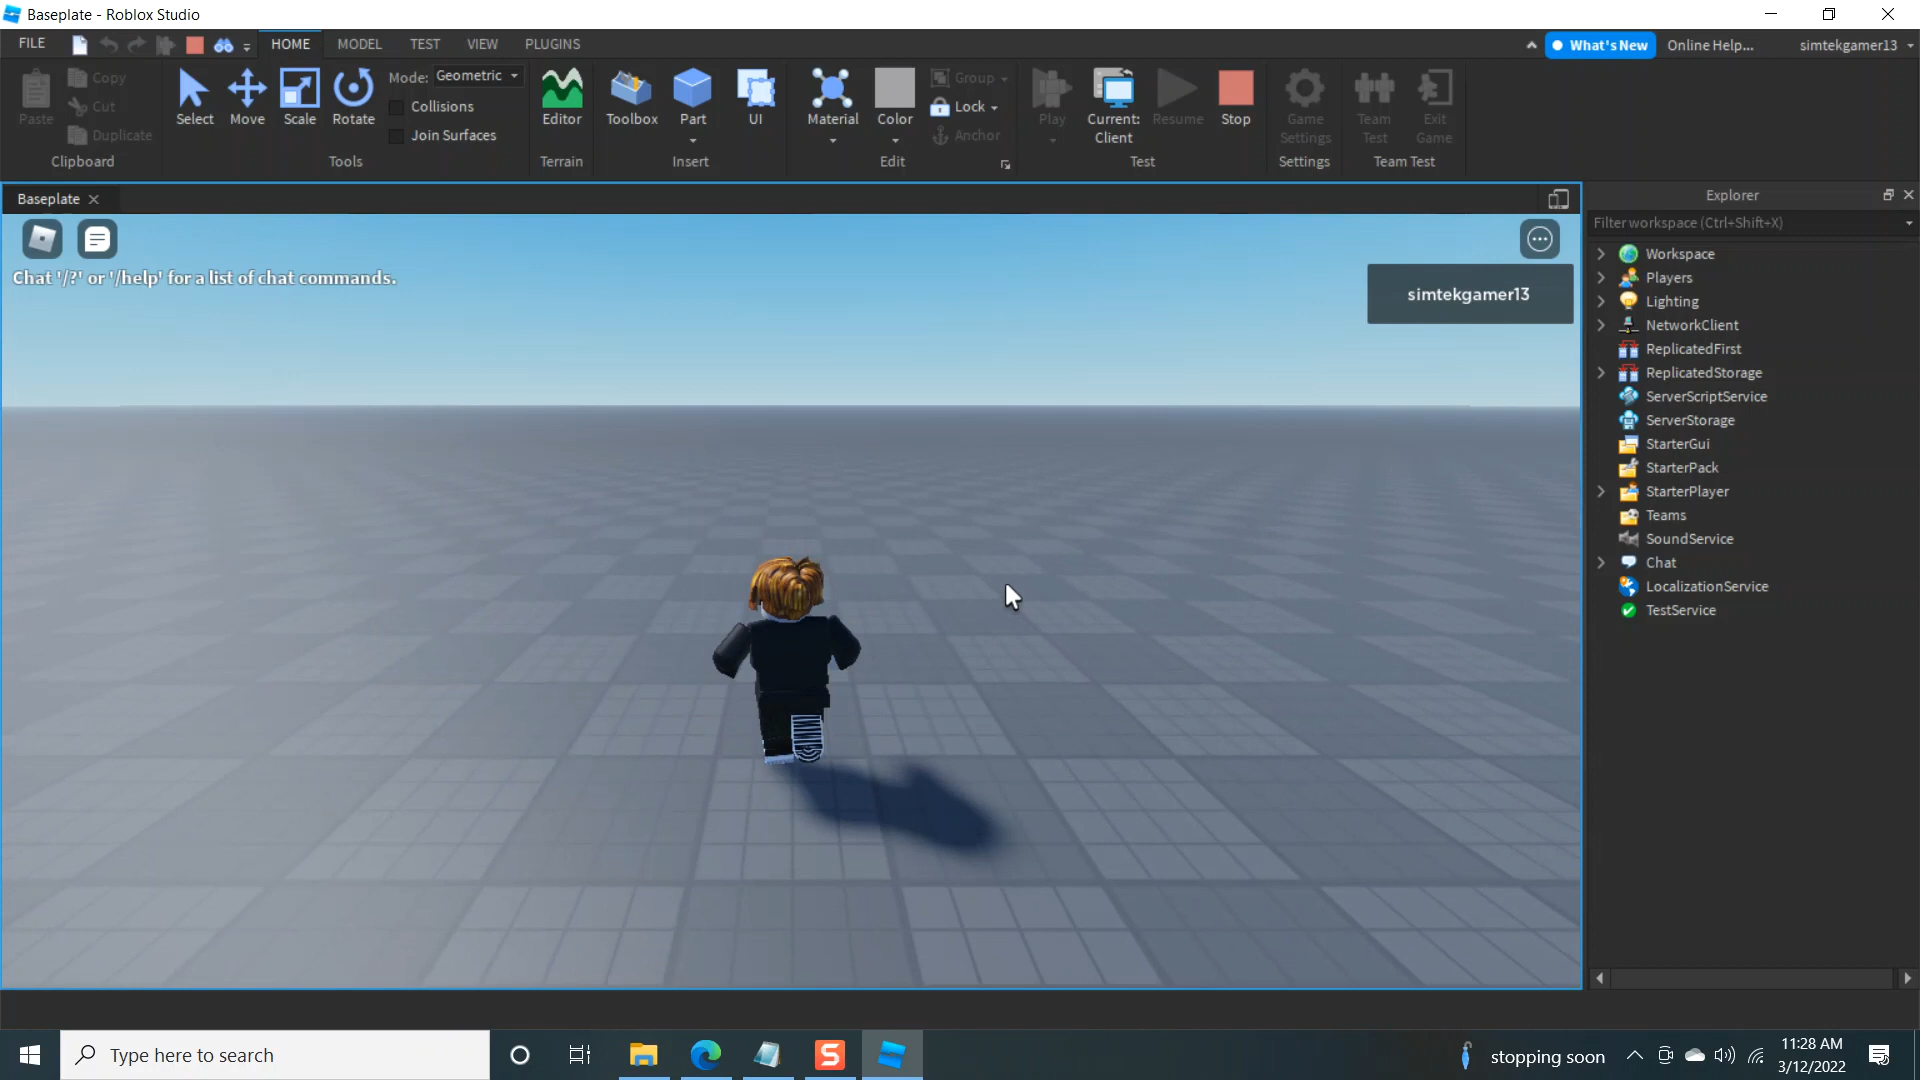 Baseplate - Roblox Studio
FILE
HOME MODEL TEST VIEW PLUGINS
What's New Online Help... simtekgamer13
Paste
Copy
Cut
Duplicate
Clipboard
Select Move Scale Rotate
Mode: Geometric
Collisions
Join Surfaces
Tools
Editor
Terrain
Toolbox Part UI
Insert
Material Color
Group
Lock
Anchor
Edit
Play Current: Client Resume Stop
Test
Game Settings
Settings
Team Test Exit Game
Team Test
Baseplate
Chat '/?' or '/help' for a list of chat commands.
simtekgamer13
Explorer
Filter workspace (Ctrl+Shift+X)
Workspace
Players
Lighting
NetworkClient
ReplicatedFirst
ReplicatedStorage
ServerScriptService
ServerStorage
StarterGui
StarterPack
StarterPlayer
Teams
SoundService
Chat
LocalizationService
TestService
Type here to search
S
stopping soon
11:28 AM
3/12/2022